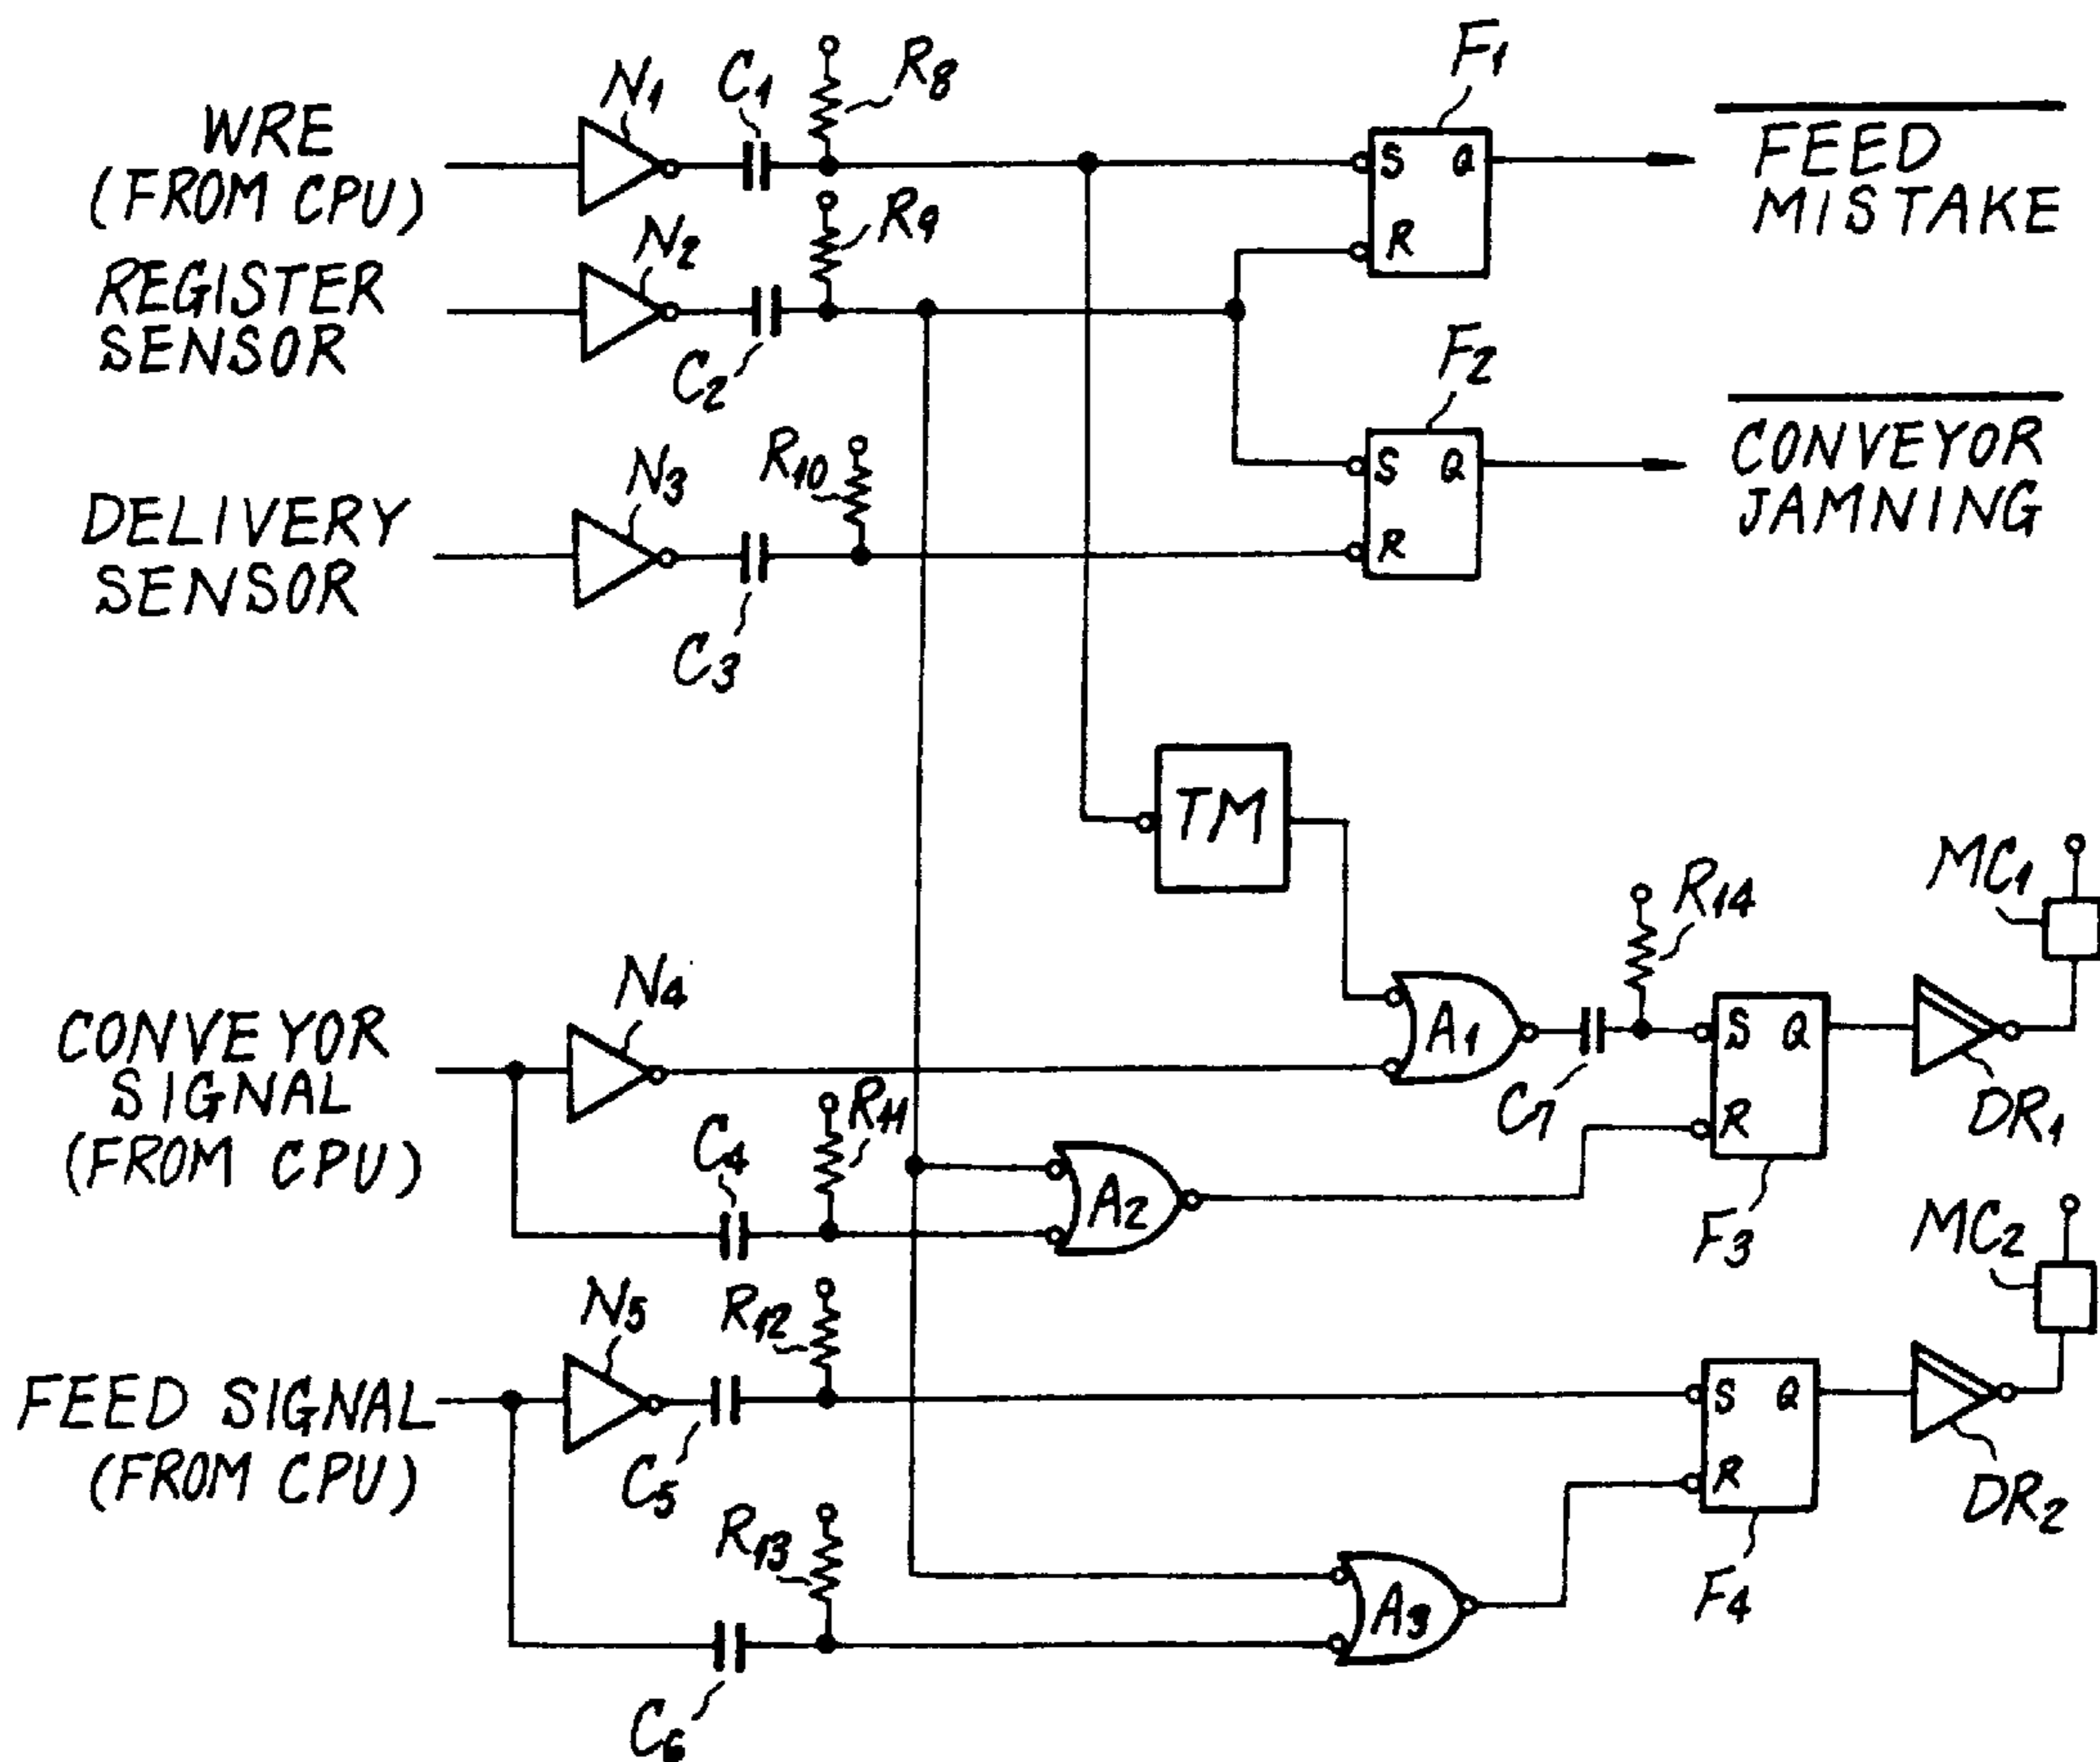 F1
N1
C1
R8
WRE
(FROM CPU)
S Q
FEED
MISTAKE
R9
R
N2
REGISTER
SENSOR
C2
F2
R10
N3
S Q
CONVEYOR
JAMNING
DELIVERY
SENSOR
R
C3
TM
MC1
R14
N4
CONVEYOR
SIGNAL
(FROM CPU)
A1
S Q
C7
DR1
R11
C4
R
A2
F3
MC2
R12
N5
FEED SIGNAL
(FROM CPU)
S Q
C5
R
DR2
R13
A3
F4
C6